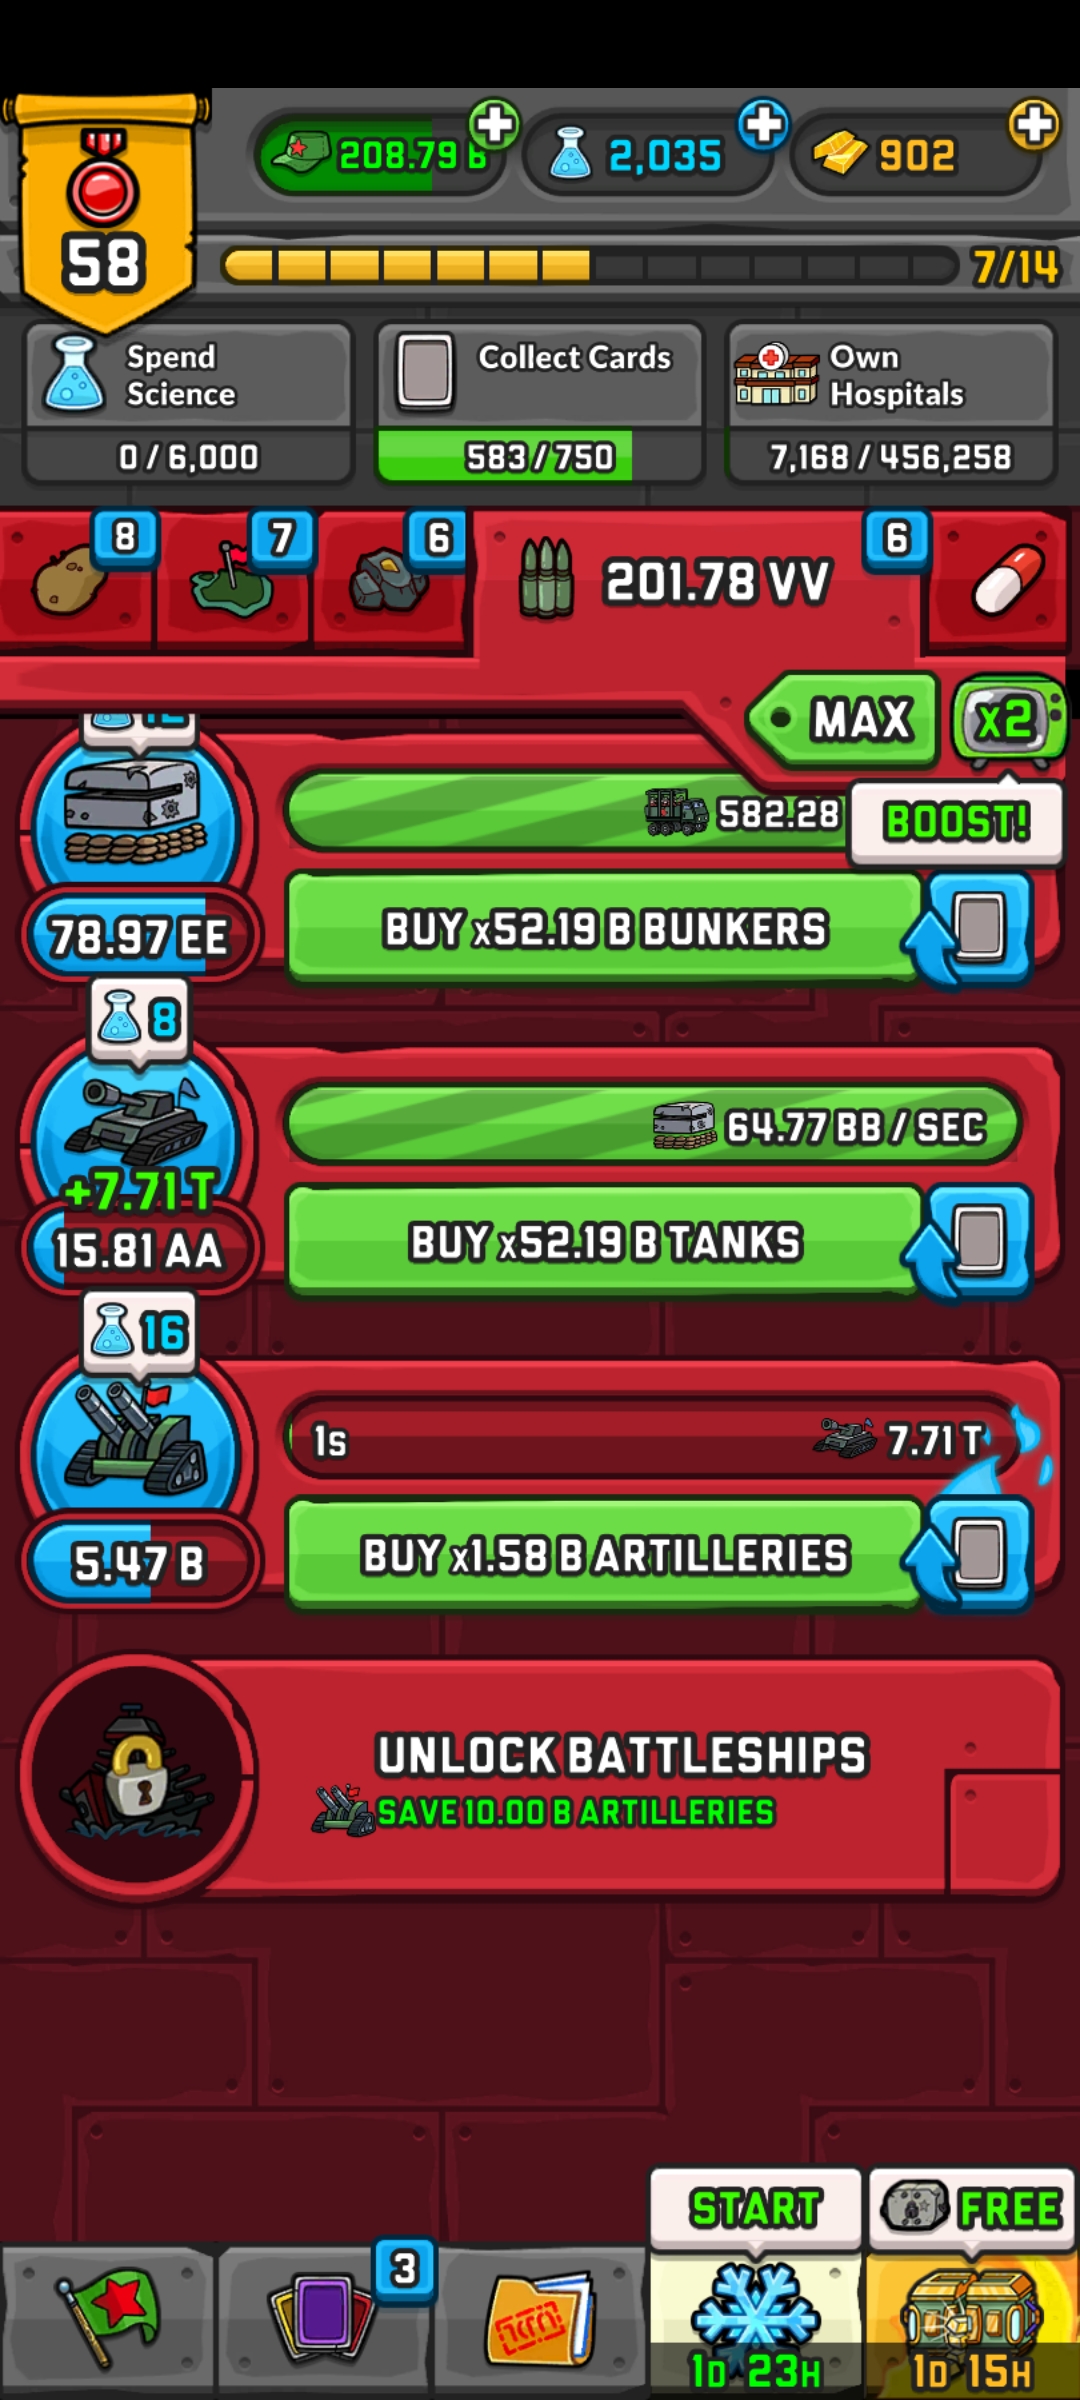 208.79 B
2,035
902
58
7/14
Spend
Science
0 / 6,000
Collect Cards
583 / 750
Own
Hospitals
7,168 / 456,258
8
7
6
201.78 VV
6
MAX
x2
BOOST!
12
582.28
BUY x52.19 B BUNKERS
78.97 EE
8
64.77 BB / SEC
+7.71 T
BUY x52.19 B TANKS
15.81 AA
16
1s
7.71 T
BUY x1.58 B ARTILLERIES
5.47 B
UNLOCK BATTLESHIPS
SAVE 10.00 B ARTILLERIES
START
FREE
3
1D 23H
1D 15H